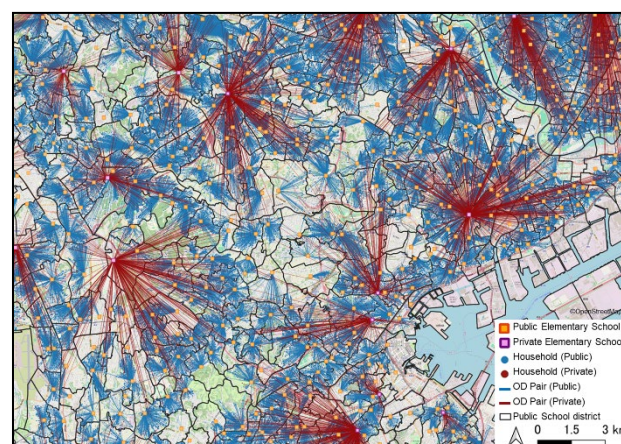 ©OpenStreetMap
Public Elementary School
Private Elementary School
Household (Public)
Household (Private)
OD Pair (Public)
OD Pair (Private)
Public School district
0 1.5 3 km